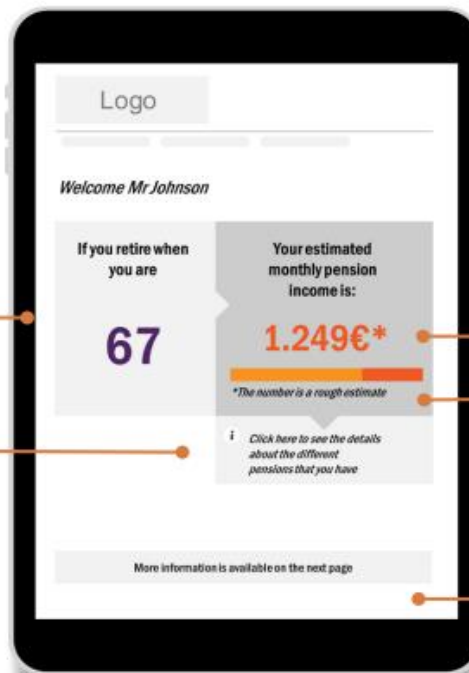 Logo
Welcome Mr Johnson
If you retire when
you are
67
Your estimated
monthly pension
income is:
1.249€*
*The number is a rough estimate
i
Click here to see the details
about the different
pensions that you have
More information is available on the next page